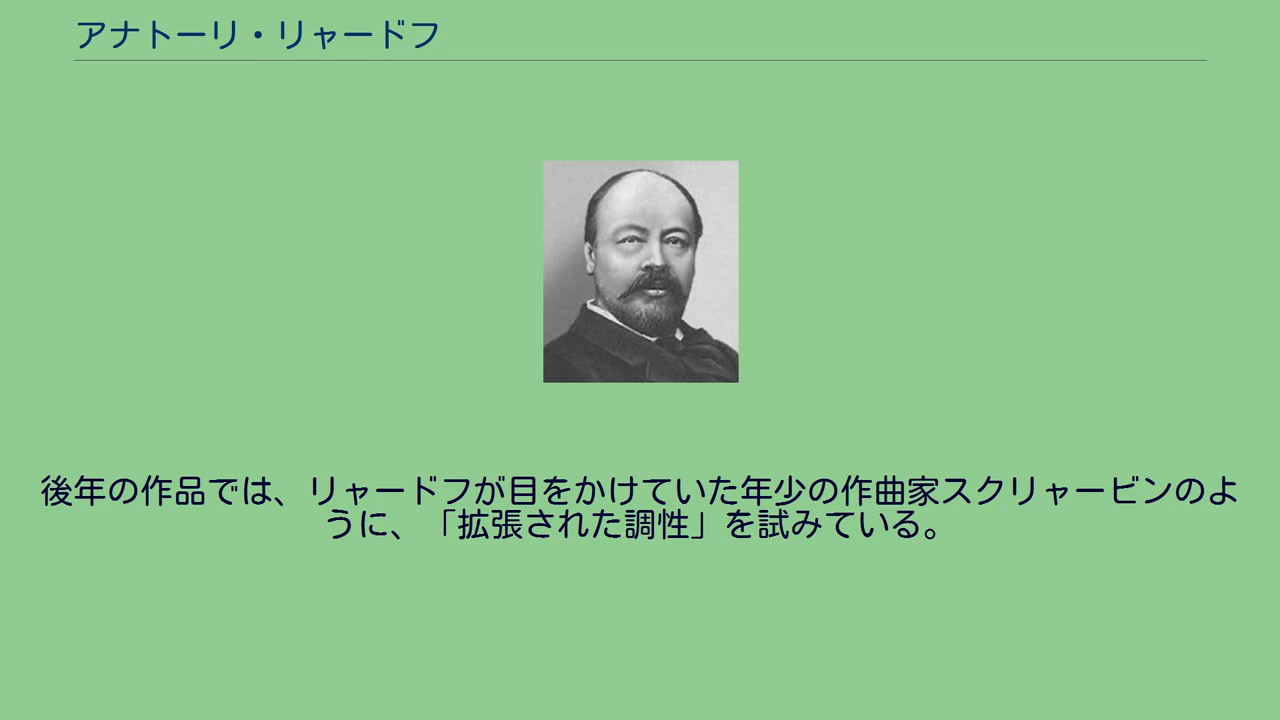 アナトーリ・リャードフ
後年の作品では、リャードフが目をかけていた年少の作曲家スクリャービンのよ
うに、「拡張された調性」を試みている。